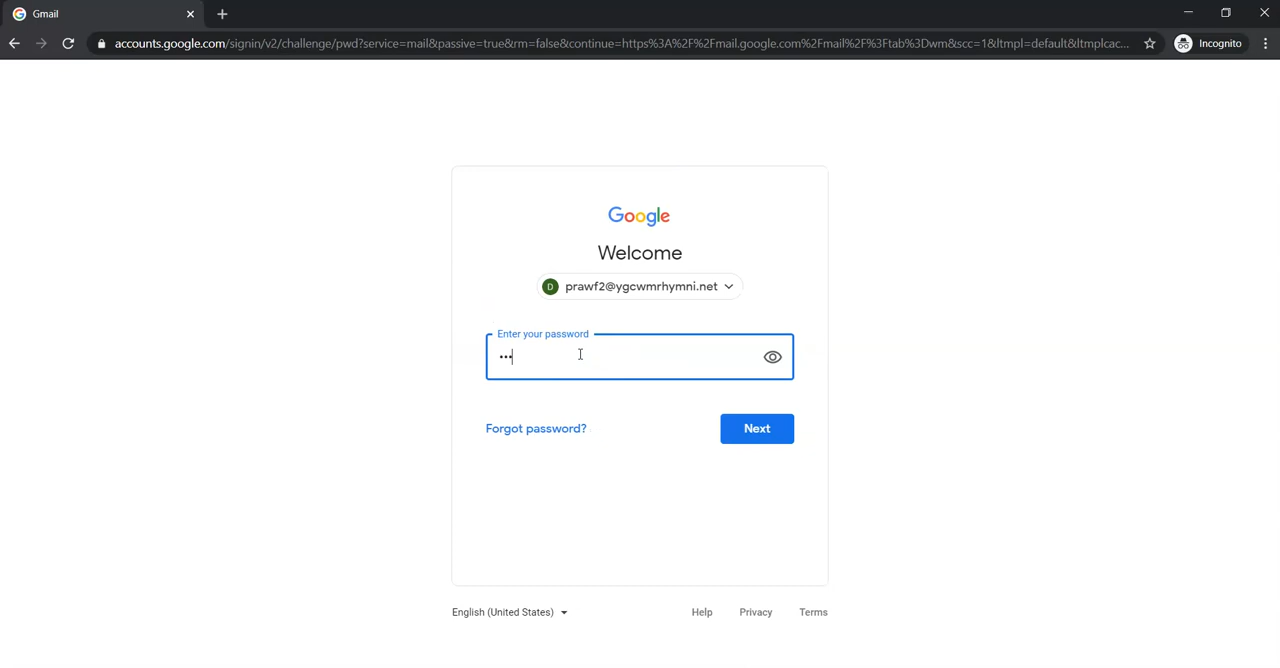 Gmail
accounts.google.com/signin/v2/challenge/pwd?service=mail&passive=true&rm=false&continue=https%3A%2F%2Fmail.google.com%2Fmail%2F%3Ftab%3Dwm&scc=1&ltmpl=default&ltmplcac...
Incognito
Google
Welcome
D prawf2@ygcwmrhymni.net
Enter your password
•••
Forgot password?
Next
English (United States)
Help Privacy Terms